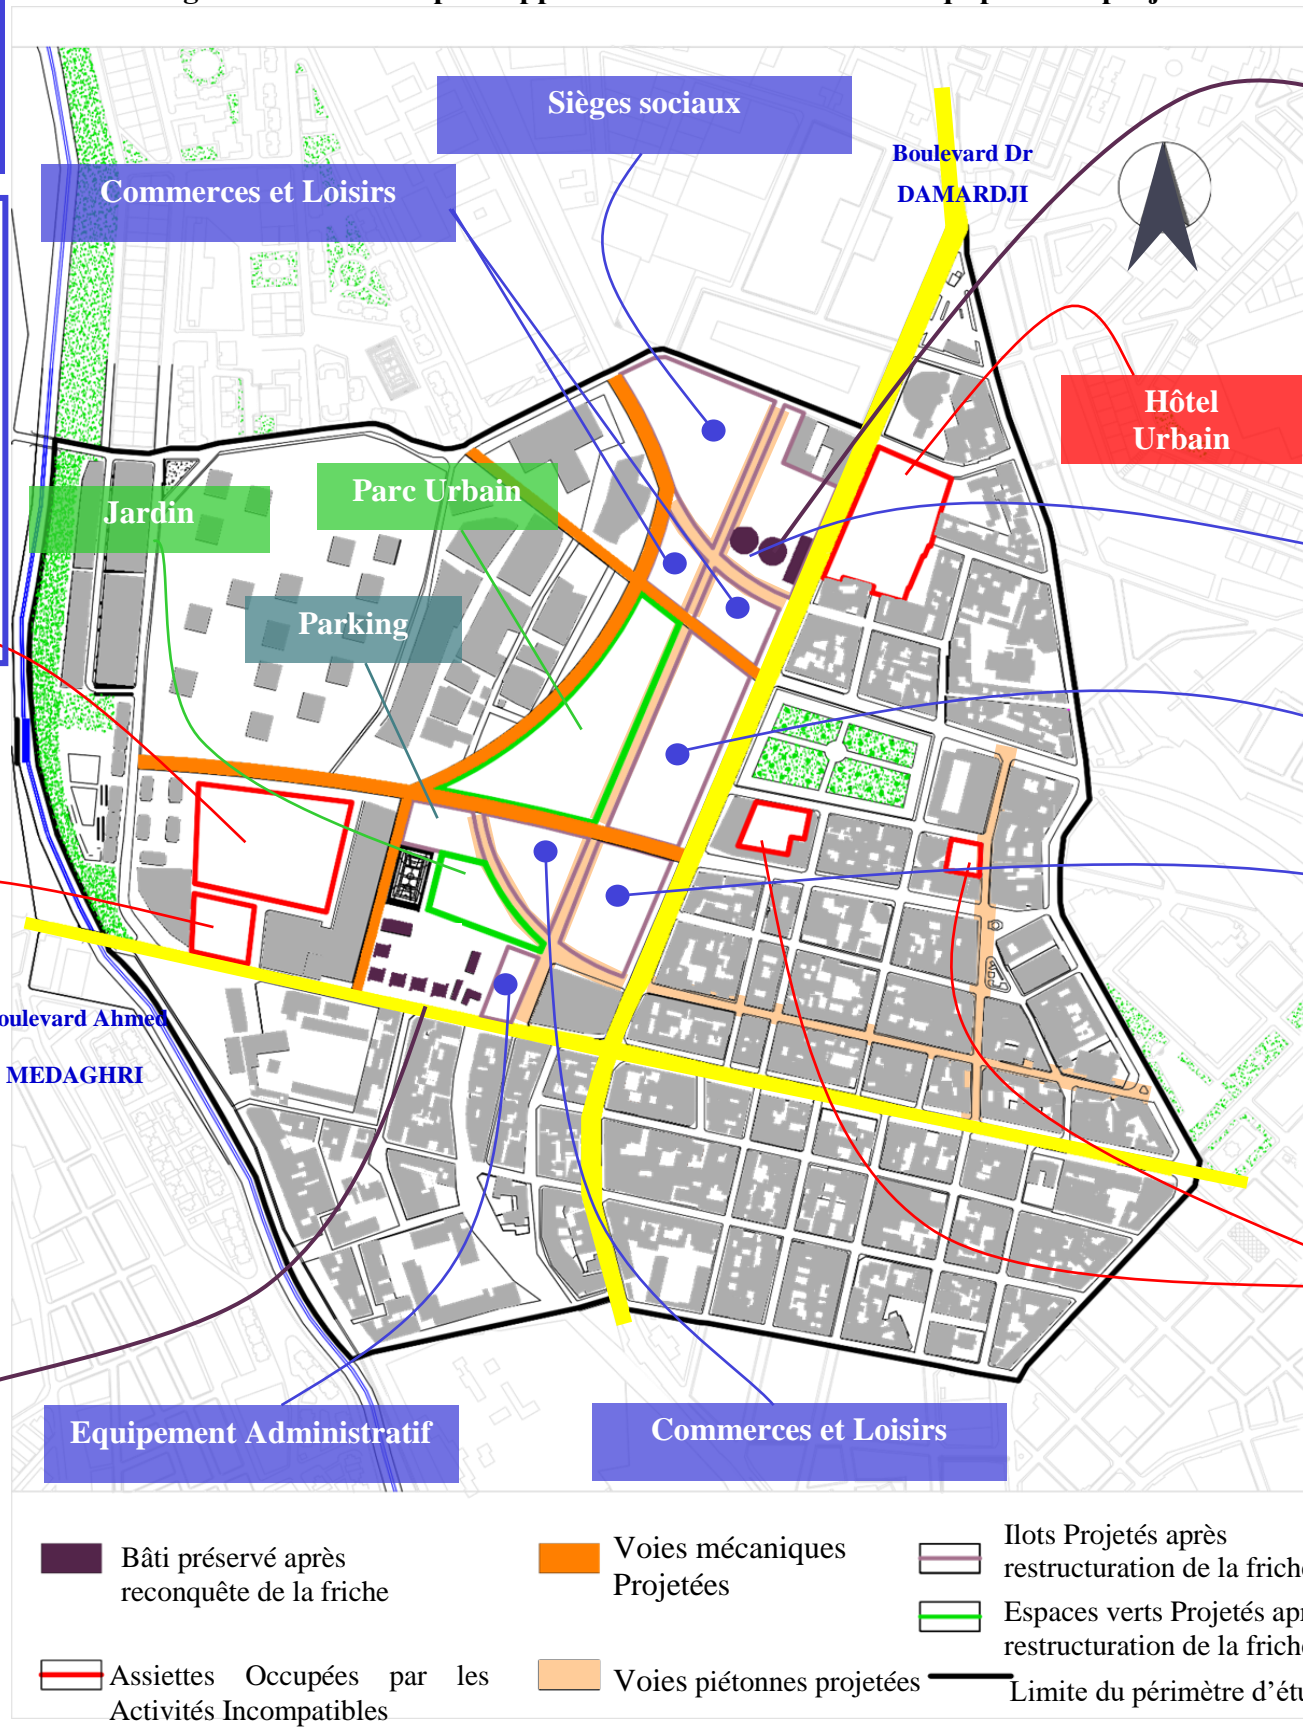 Sièges sociaux
Boulevard Dr
DAMARDJI
Commerces et Loisirs
Hôtel
Urbain
Parc Urbain
Jardin
Parking
oulevard Ahmed
MEDAGHRI
Equipement Administratif
Commerces et Loisirs
Bâti préservé après
reconquête de la friche
Voies mécaniques
Projetées
Ilots Projetés après
restructuration de la friche
Espaces verts Projetés apr
restructuration de la friche
Assiettes Occupées par les
Activités Incompatibles
Voies piétonnes projetées
Limite du périmètre d’étu